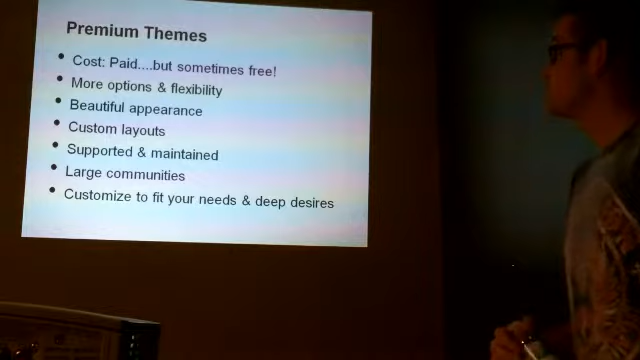 Premium Themes
• Cost: Paid....but sometimes free!
• More options & flexibility
• Beautiful appearance
• Custom layouts
• Supported & maintained
• Large communities
• Customize to fit your needs & deep desires